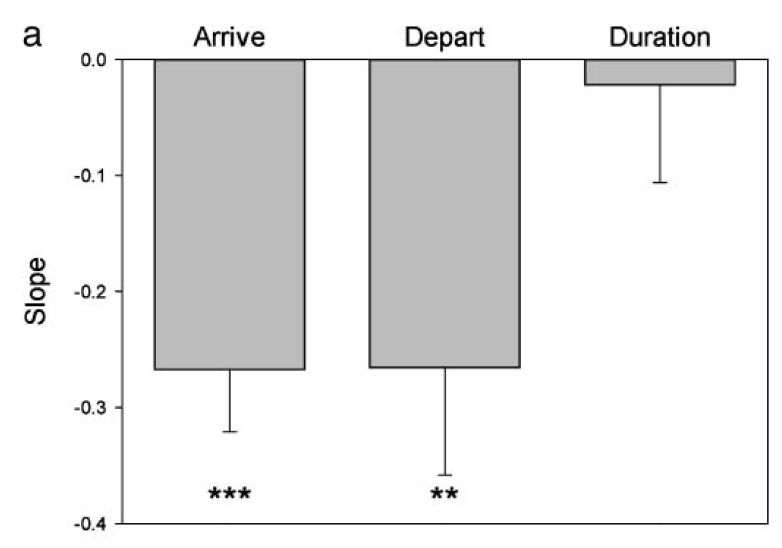 a
Arrive Depart Duration
0.0
-0.1
-0.2
-0.3
-0.4
Slope
*** **